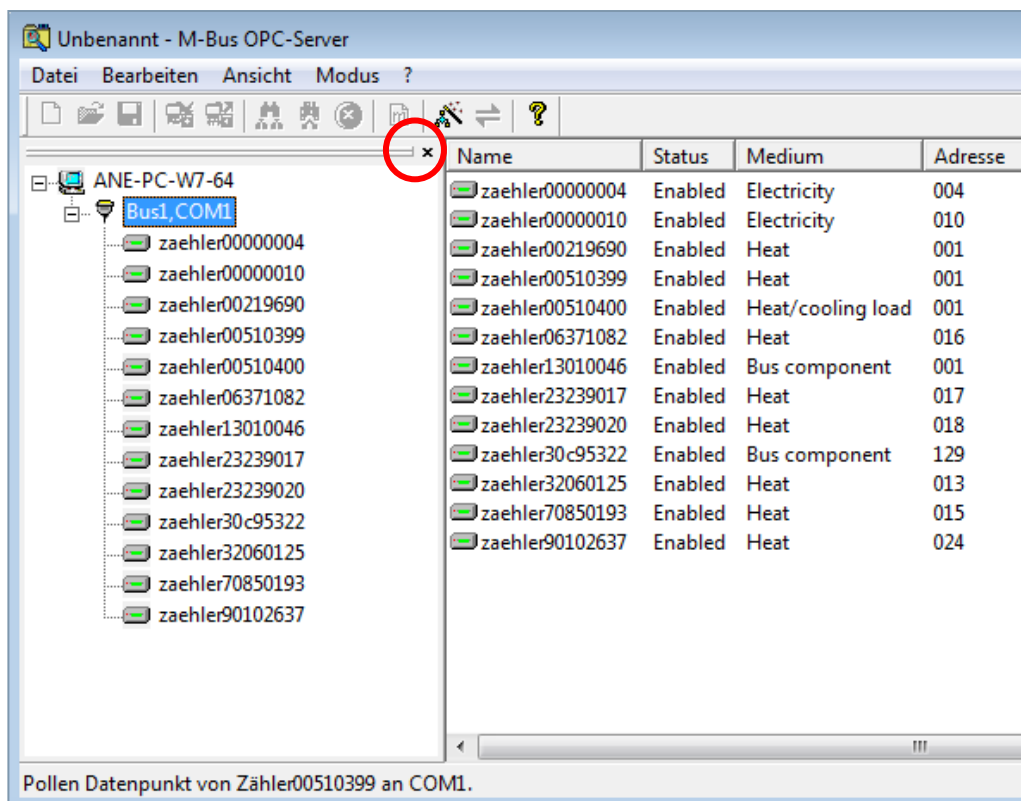 Unbenannt - M-Bus OPC-Server
Datei Bearbeiten Ansicht Modus ?
ANE-PC-W7-64
Bus1,COM1
zaehler00000004
zaehler00000010
zaehler00219690
zaehler00510399
zaehler00510400
zaehler06371082
zaehler13010046
zaehler23239017
zaehler23239020
zaehler30c95322
zaehler32060125
zaehler70850193
zaehler90102637
Name Status Medium Adresse
zaehler00000004 Enabled Electricity 004
zaehler00000010 Enabled Electricity 010
zaehler00219690 Enabled Heat 001
zaehler00510399 Enabled Heat 001
zaehler00510400 Enabled Heat/cooling load 001
zaehler06371082 Enabled Heat 016
zaehler13010046 Enabled Bus component 001
zaehler23239017 Enabled Heat 017
zaehler23239020 Enabled Heat 018
zaehler30c95322 Enabled Bus component 129
zaehler32060125 Enabled Heat 013
zaehler70850193 Enabled Heat 015
zaehler90102637 Enabled Heat 024
Pollen Datenpunkt von Zähler00510399 an COM1.